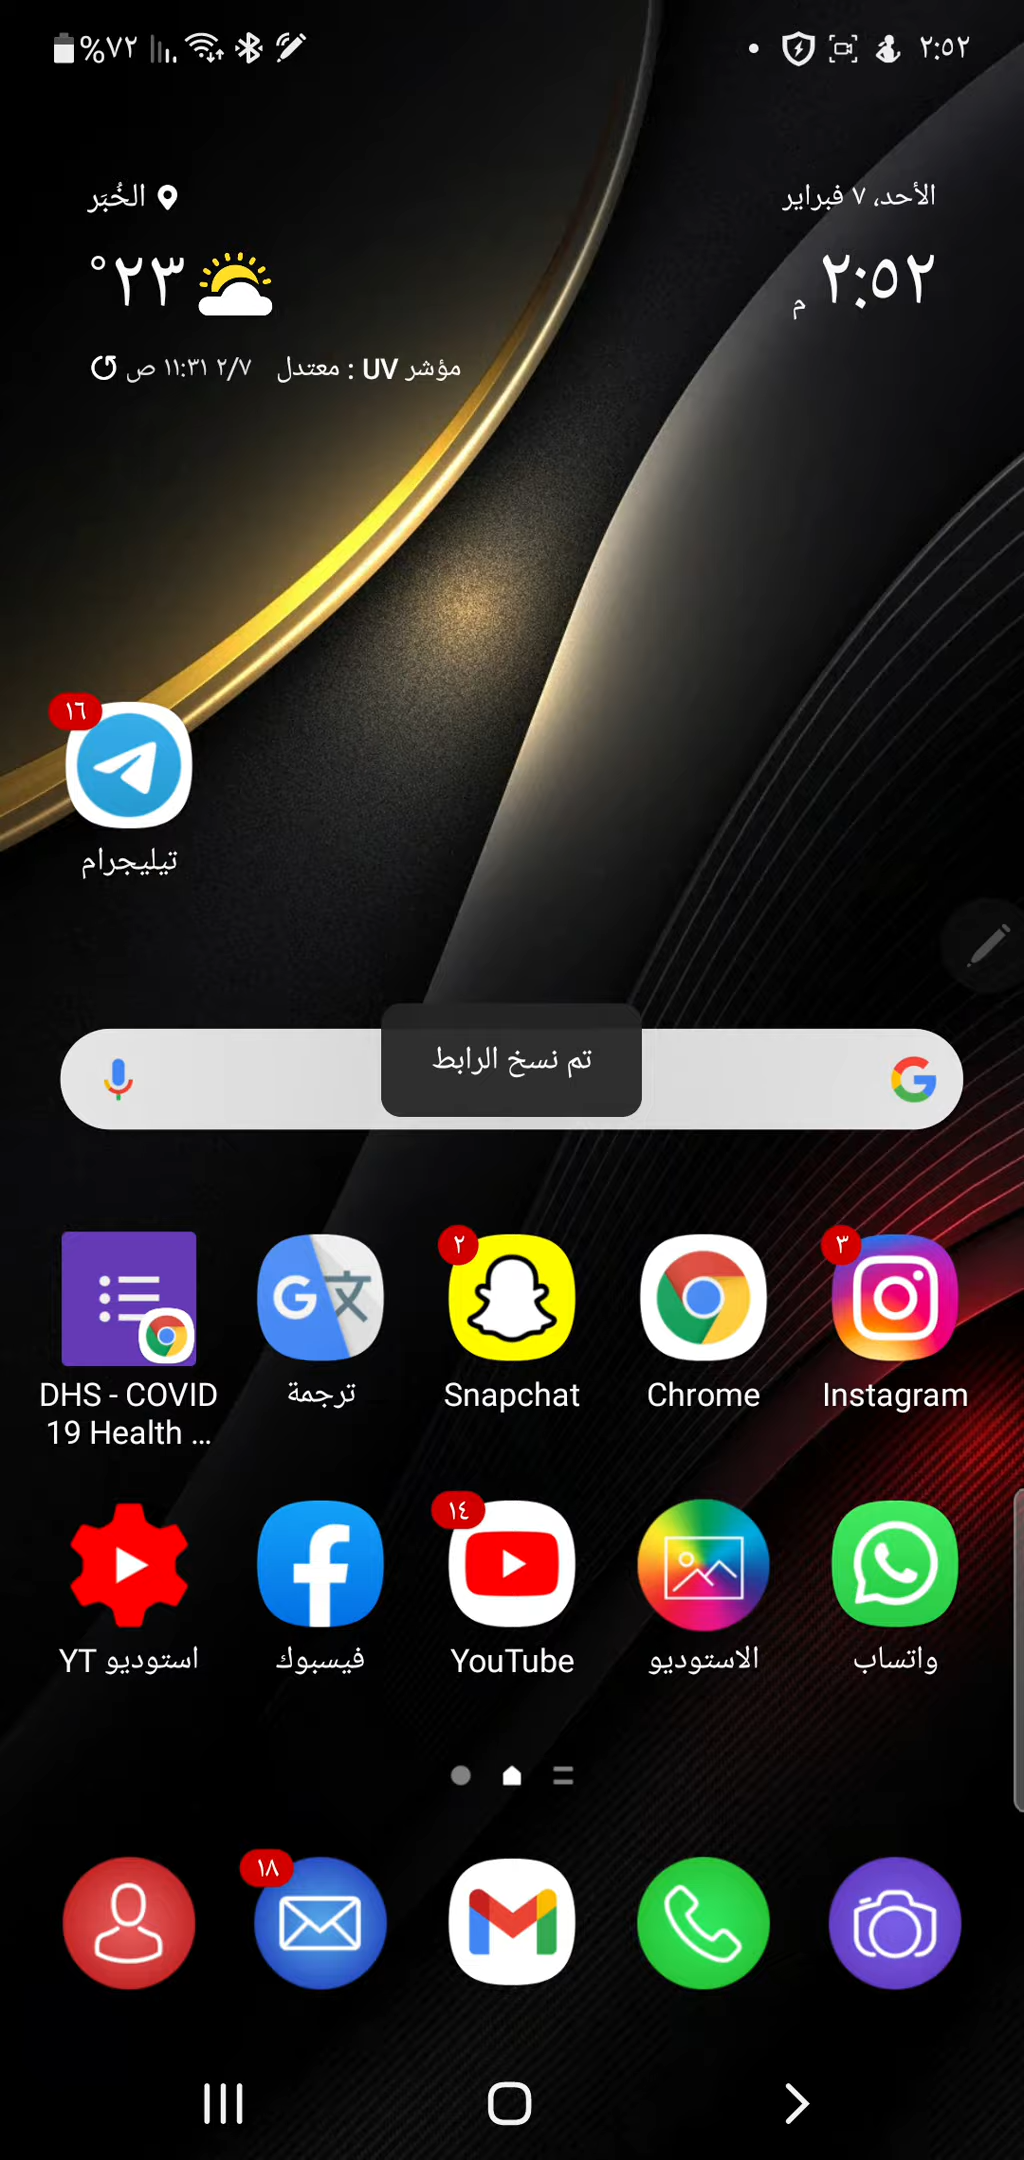 ٢:٥٢
%٧٢
الأحد، ٧ فبراير
٢:٥٢ م
الخُبَر
٢٣°
مؤشر UV : معتدل ٢/٧ ١١:٣١ ص
١٦
تيليجرام
تم نسخ الرابط
٣
Instagram
Chrome
٢
Snapchat
ترجمة
DHS - COVID
19 Health ...
واتساب
الاستوديو
١٤
YouTube
فيسبوك
استوديو YT
١٨